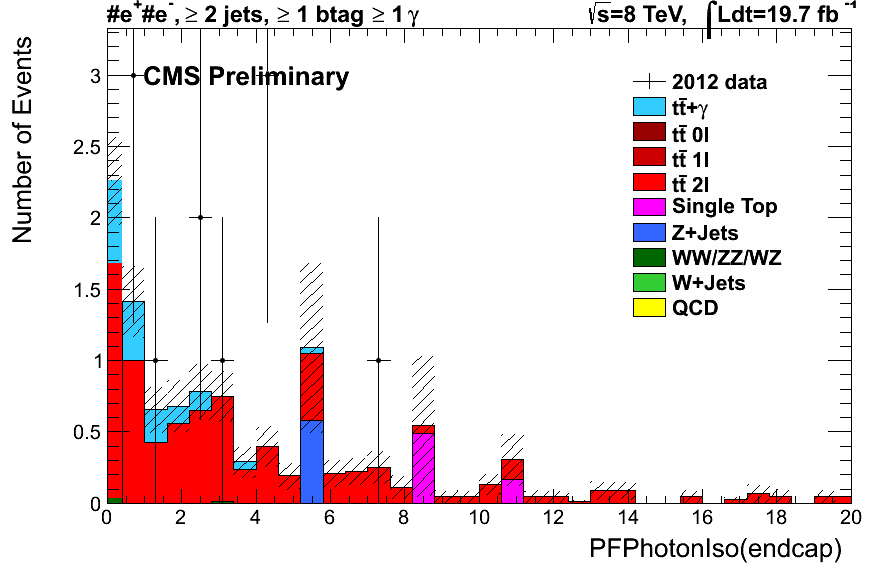 #e⁺#e⁻, ≥ 2 jets, ≥ 1 btag ≥ 1 γ
√s=8 TeV, ∫Ldt=19.7 fb⁻¹
CMS Preliminary
Number of Events
3
2.5
2
1.5
1
0.5
0
2012 data
tt̄+γ
tt̄ 0l
tt̄ 1l
tt̄ 2l
Single Top
Z+Jets
WW/ZZ/WZ
W+Jets
QCD
0 2 4 6 8 10 12 14 16 18 20
PFPhotonIso(endcap)